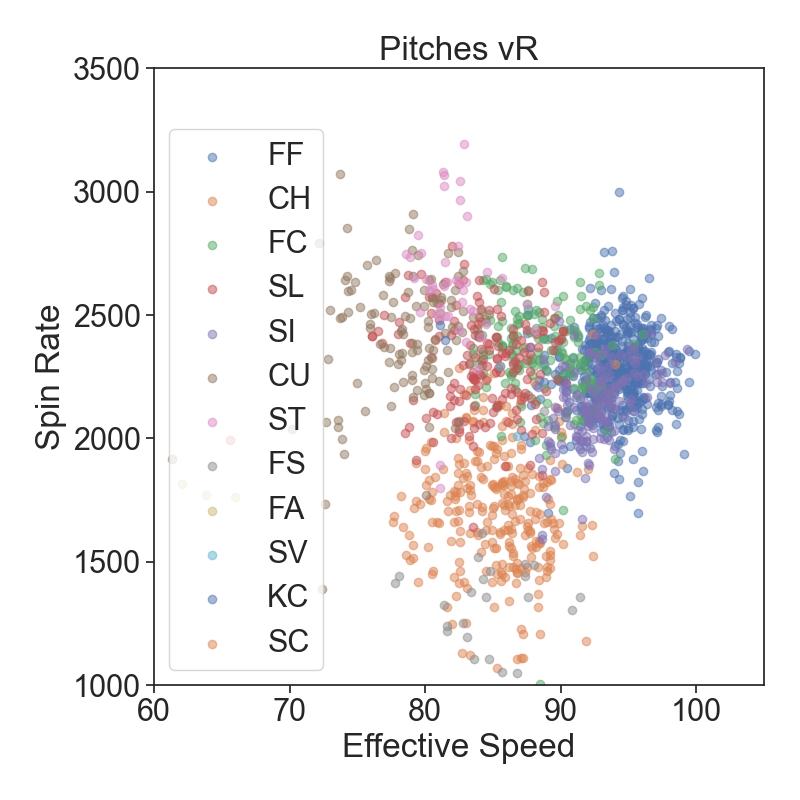 Pitches vR
3500
3000
2500
2000
1500
1000
Spin Rate
FF
CH
FC
SL
SI
CU
ST
FS
FA
SV
KC
SC
60 70 80 90 100
Effective Speed